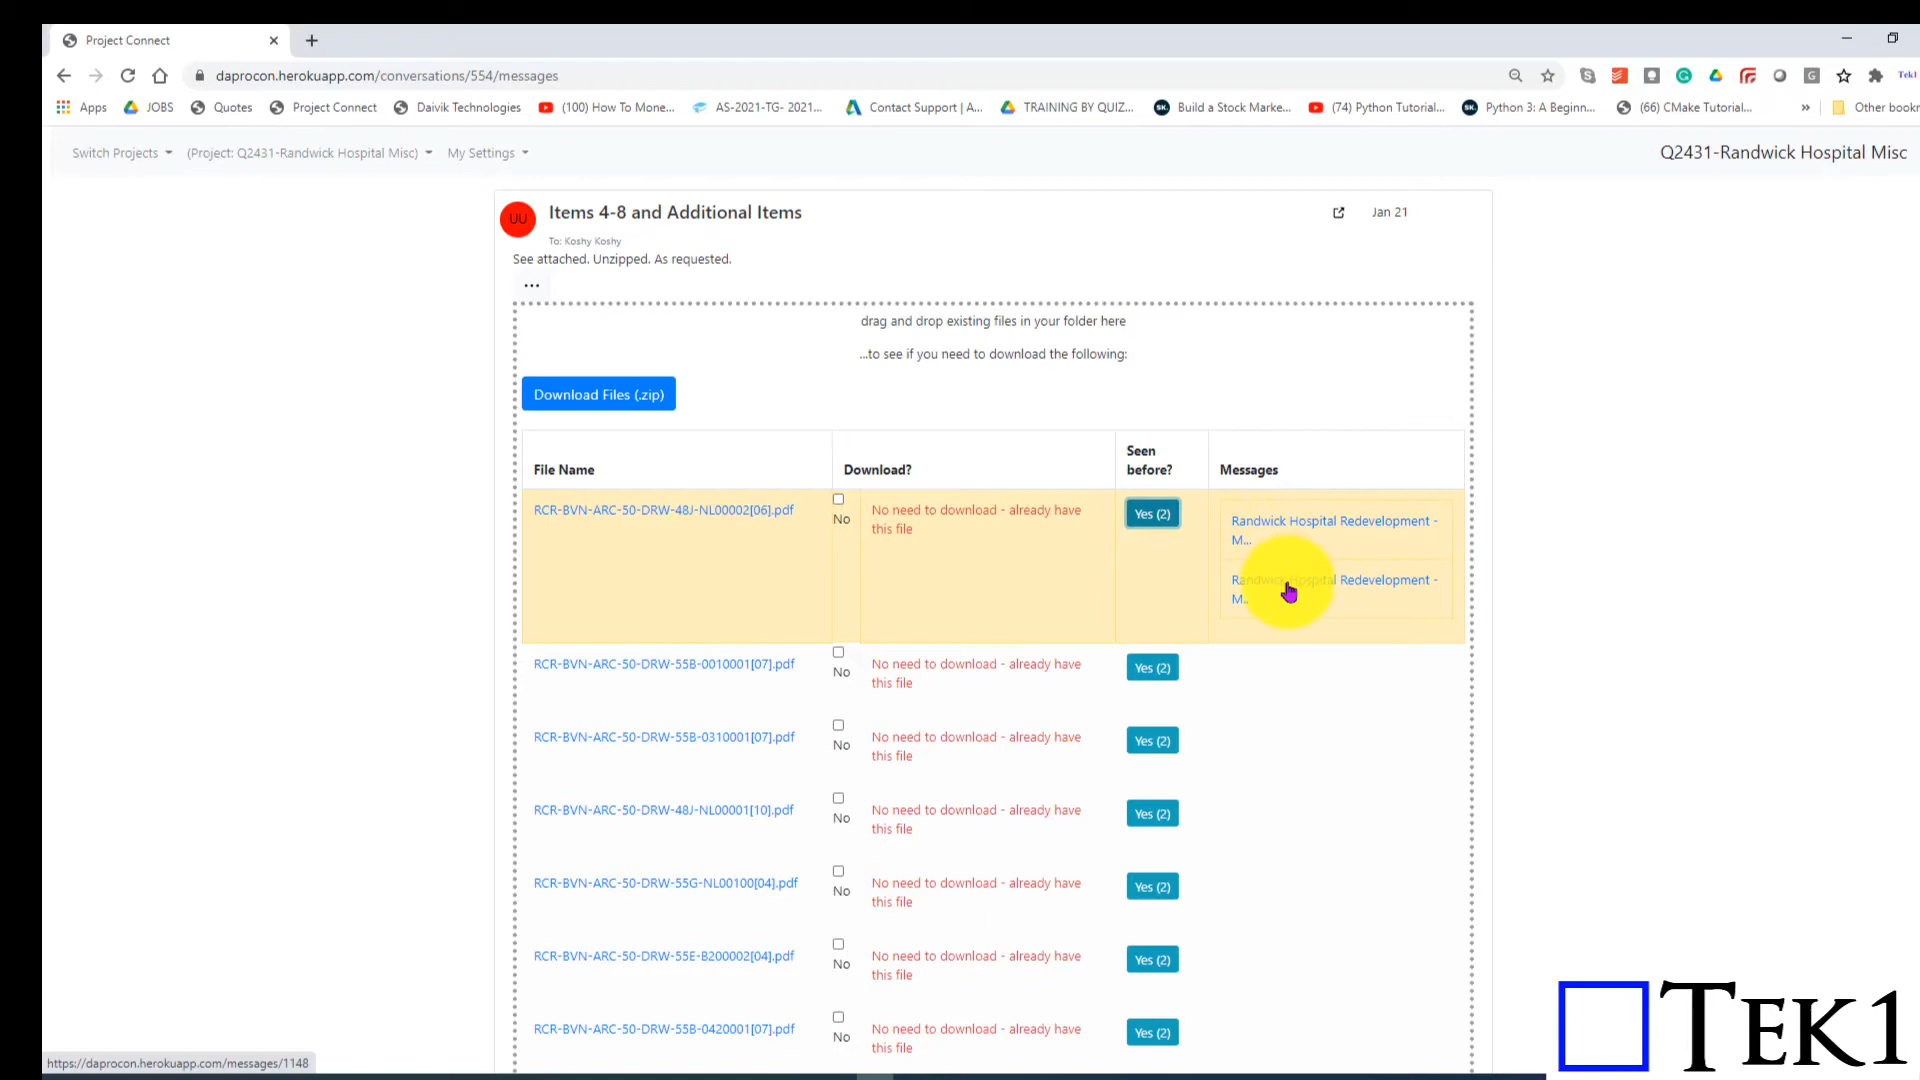 Project Connect
daprocon.herokuapp.com/conversations/554/messages
Tek1
Apps JOBS Quotes Project Connect Daivik Technologies (100) How To Mone... AS-2021-TG- 2021... Contact Support | A... TRAINING BY QUIZ... Build a Stock Marke... (74) Python Tutorial... Python 3: A Beginn... (66) CMake Tutorial... » Other bookn
Switch Projects (Project: Q2431-Randwick Hospital Misc) My Settings Q2431-Randwick Hospital Misc
UU Items 4-8 and Additional Items Jan 21
To: Koshy Koshy
See attached. Unzipped. As requested.
...
drag and drop existing files in your folder here
...to see if you need to download the following:
Download Files (.zip)
File Name Download? Seen before? Messages
RCR-BVN-ARC-50-DRW-48J-NL00002[06].pdf No No need to download - already have this file Yes (2)
Randwick Hospital Redevelopment -
M...
Randwick Hospital Redevelopment -
M...
RCR-BVN-ARC-50-DRW-55B-0010001[07].pdf No No need to download - already have this file Yes (2)
RCR-BVN-ARC-50-DRW-55B-0310001[07].pdf No No need to download - already have this file Yes (2)
RCR-BVN-ARC-50-DRW-48J-NL00001[10].pdf No No need to download - already have this file Yes (2)
RCR-BVN-ARC-50-DRW-55G-NL00100[04].pdf No No need to download - already have this file Yes (2)
RCR-BVN-ARC-50-DRW-55E-B200002[04].pdf No No need to download - already have this file Yes (2)
RCR-BVN-ARC-50-DRW-55B-0420001[07].pdf No No need to download - already have this file Yes (2)
https://daprocon.herokuapp.com/messages/1148
TEK1